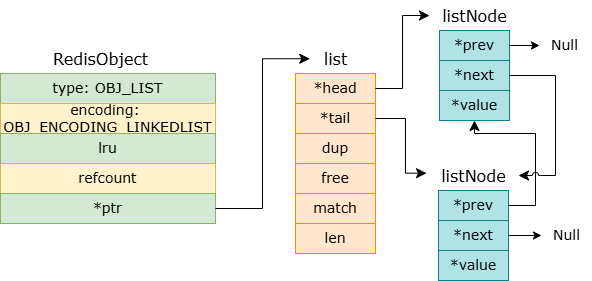 RedisObject
type: OBJ_LIST
encoding:
OBJ_ENCODING_LINKEDLIST
lru
refcount
*ptr
list
*head
*tail
dup
free
match
len
listNode
*prev
*next
*value
Null
listNode
*prev
*next
*value
Null